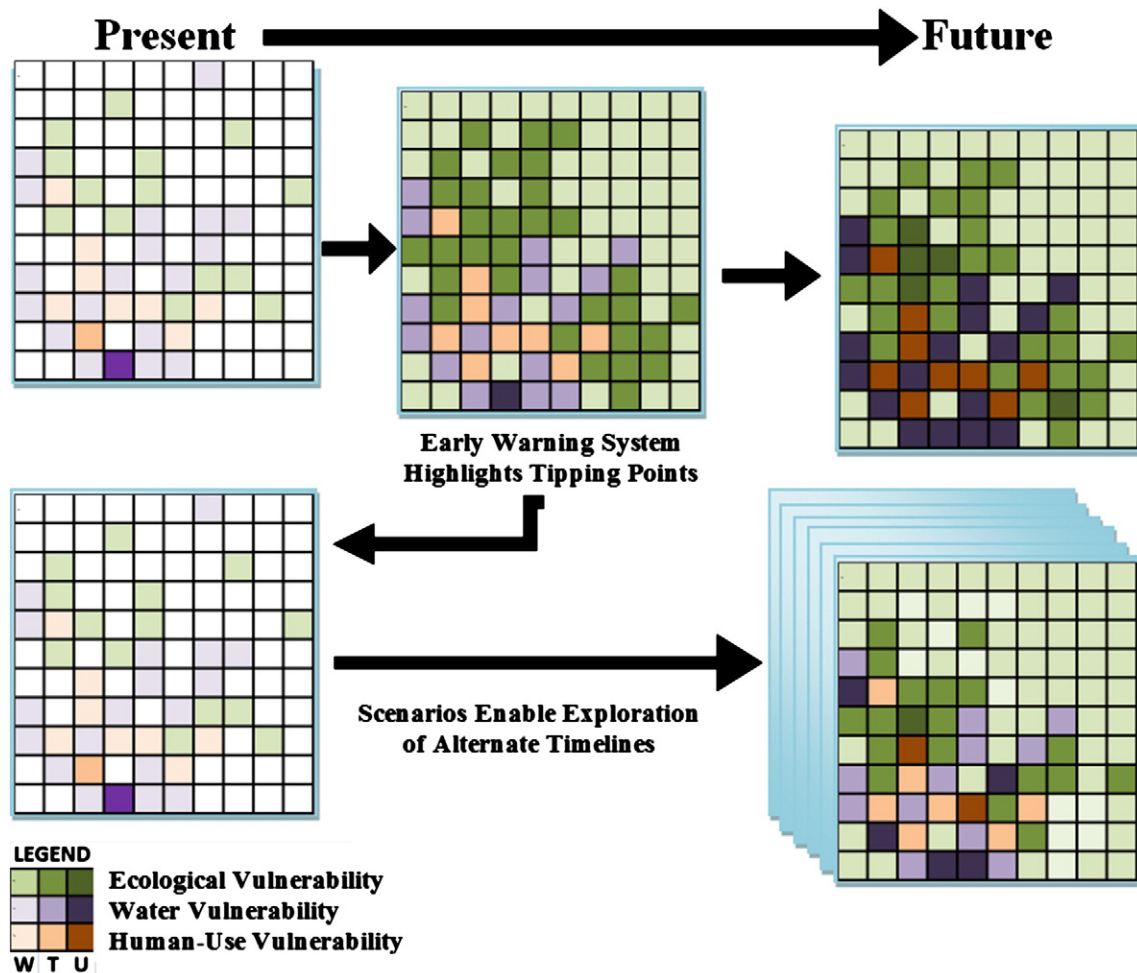 Present
Future
Early Warning System
Highlights Tipping Points
Scenarios Enable Exploration
of Alternate Timelines
LEGEND
Ecological Vulnerability
Water Vulnerability
Human-Use Vulnerability
W T U